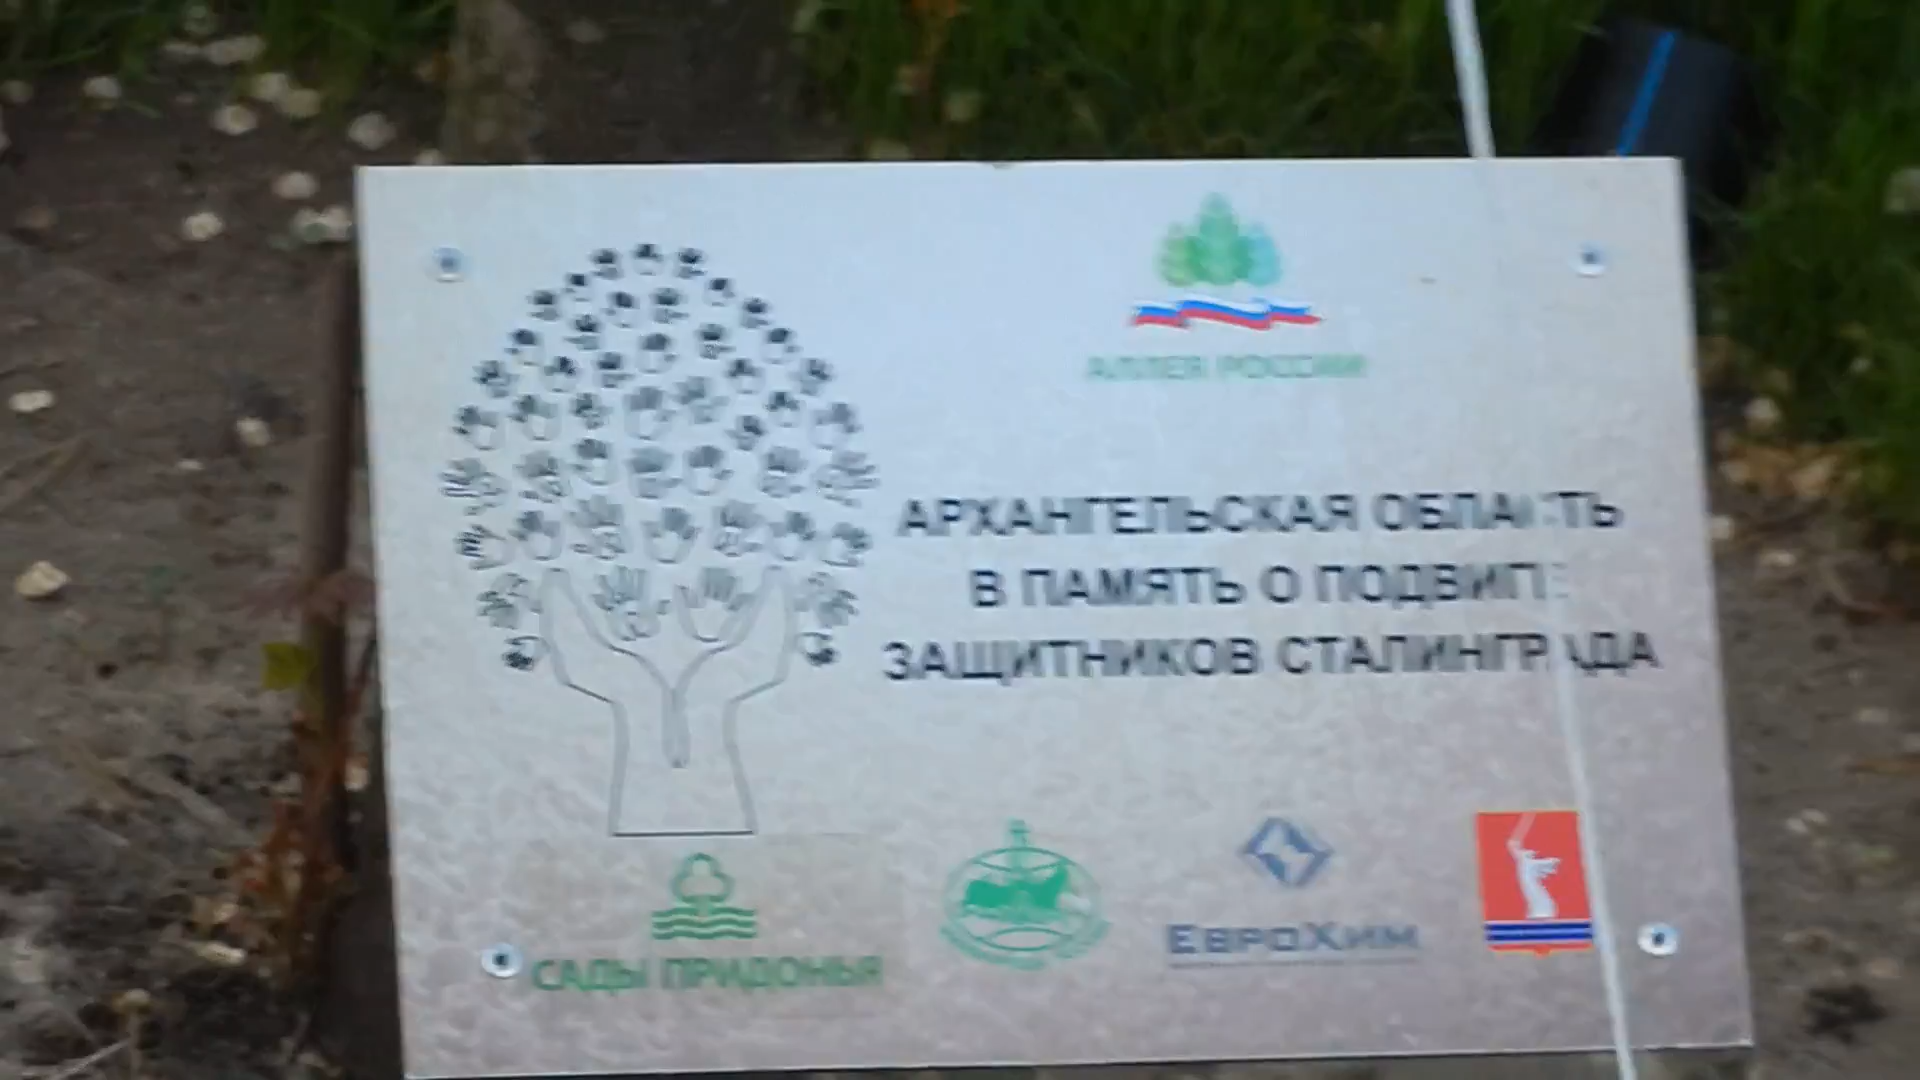 АЛЛЕЯ РОССИИ
АРХАНГЕЛЬСКАЯ ОБЛАСТЬ
В ПАМЯТЬ О ПОДВИГЕ
ЗАЩИТНИКОВ СТАЛИНГРАДА
САДЫ ПРИДОНЬЯ
ЕВРОХИМ